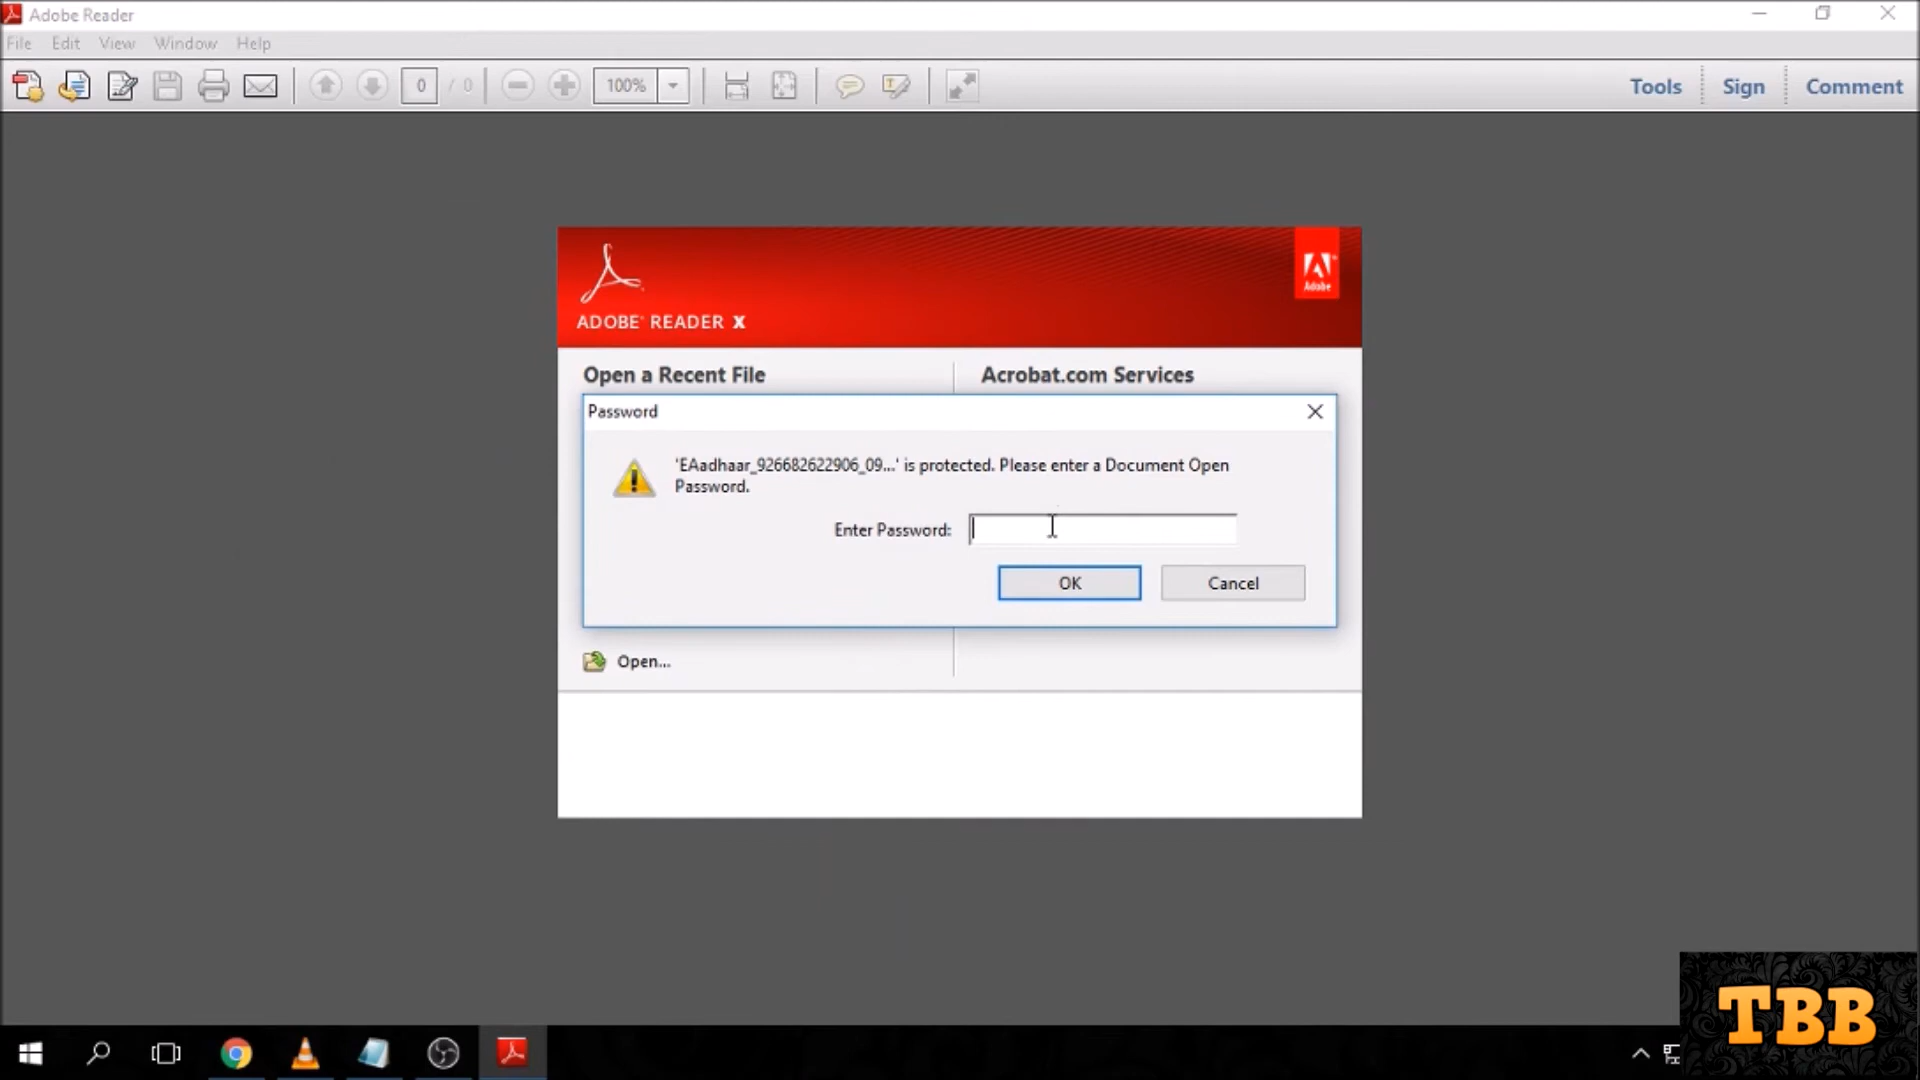 Adobe Reader
File Edit View Window Help
0 / 0 100% Tools Sign Comment
Adobe
ADOBE® READER X
Open a Recent File Acrobat.com Services
Password
'EAadhaar_926682622906_09...' is protected. Please enter a Document Open
Password.
Enter Password:
OK Cancel
Open...
TBB